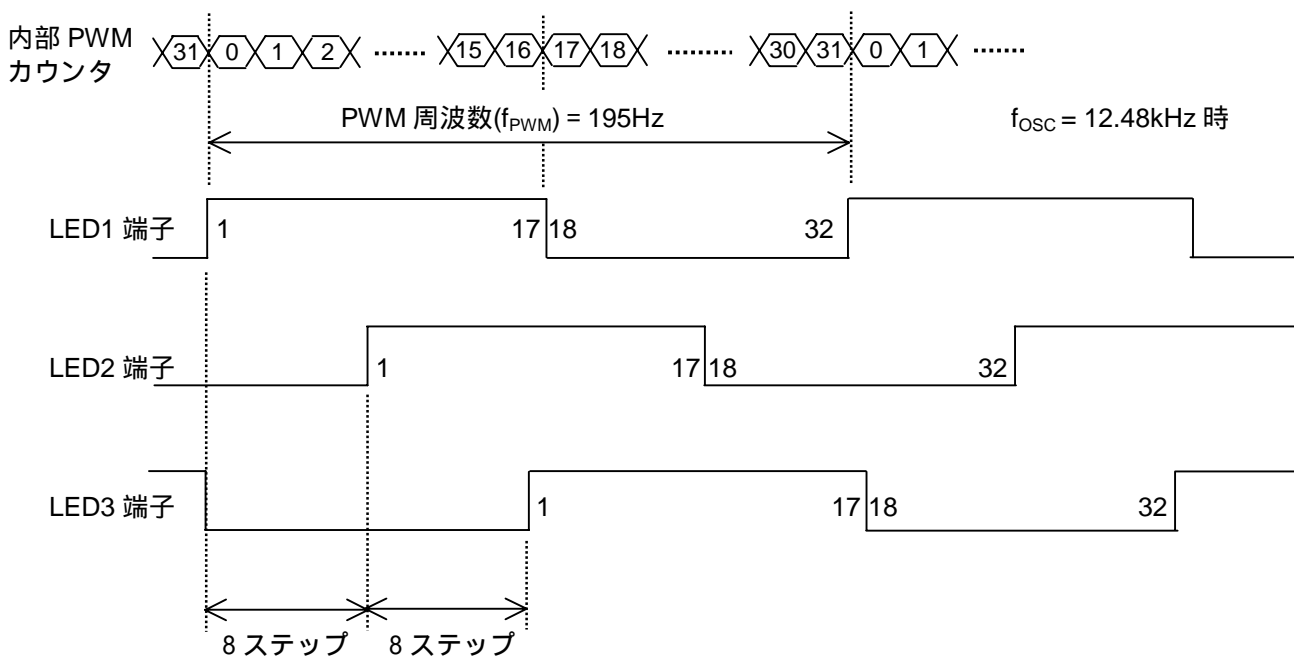 内部 PWM
カウンタ
31 0 1 2 ...... 15 16 17 18 ....... 30 31 0 1 ......
PWM 周波数(fPWM) = 195Hz
fOSC = 12.48kHz 時
LED1 端子 1 17 18 32
LED2 端子 1 17 18 32
LED3 端子 1 17 18 32
8 ステップ 8 ステップ